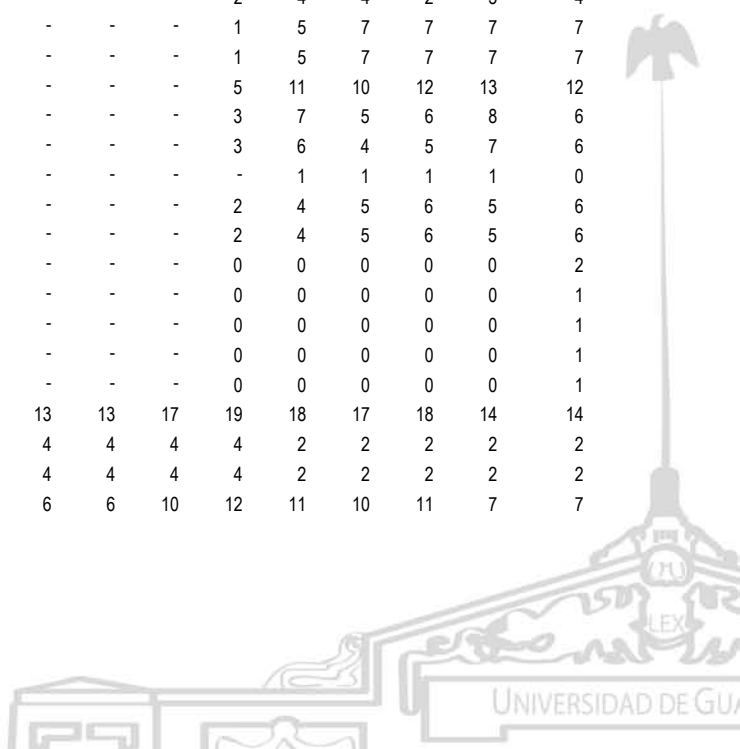 - - - 1 5 7 7 7 7
- - - 1 5 7 7 7 7
- - - 5 11 10 12 13 12
- - - 3 7 5 6 8 6
- - - 3 6 4 5 7 6
- - - - 1 1 1 1 0
- - - 2 4 5 6 5 6
- - - 2 4 5 6 5 6
- - - 0 0 0 0 0 2
- - - 0 0 0 0 0 1
- - - 0 0 0 0 0 1
- - - 0 0 0 0 0 1
- - - 0 0 0 0 0 1
13 13 17 19 18 17 18 14 14
4 4 4 4 2 2 2 2 2
4 4 4 4 2 2 2 2 2
6 6 10 12 11 10 11 7 7
LEX
UNIVERSIDAD DE